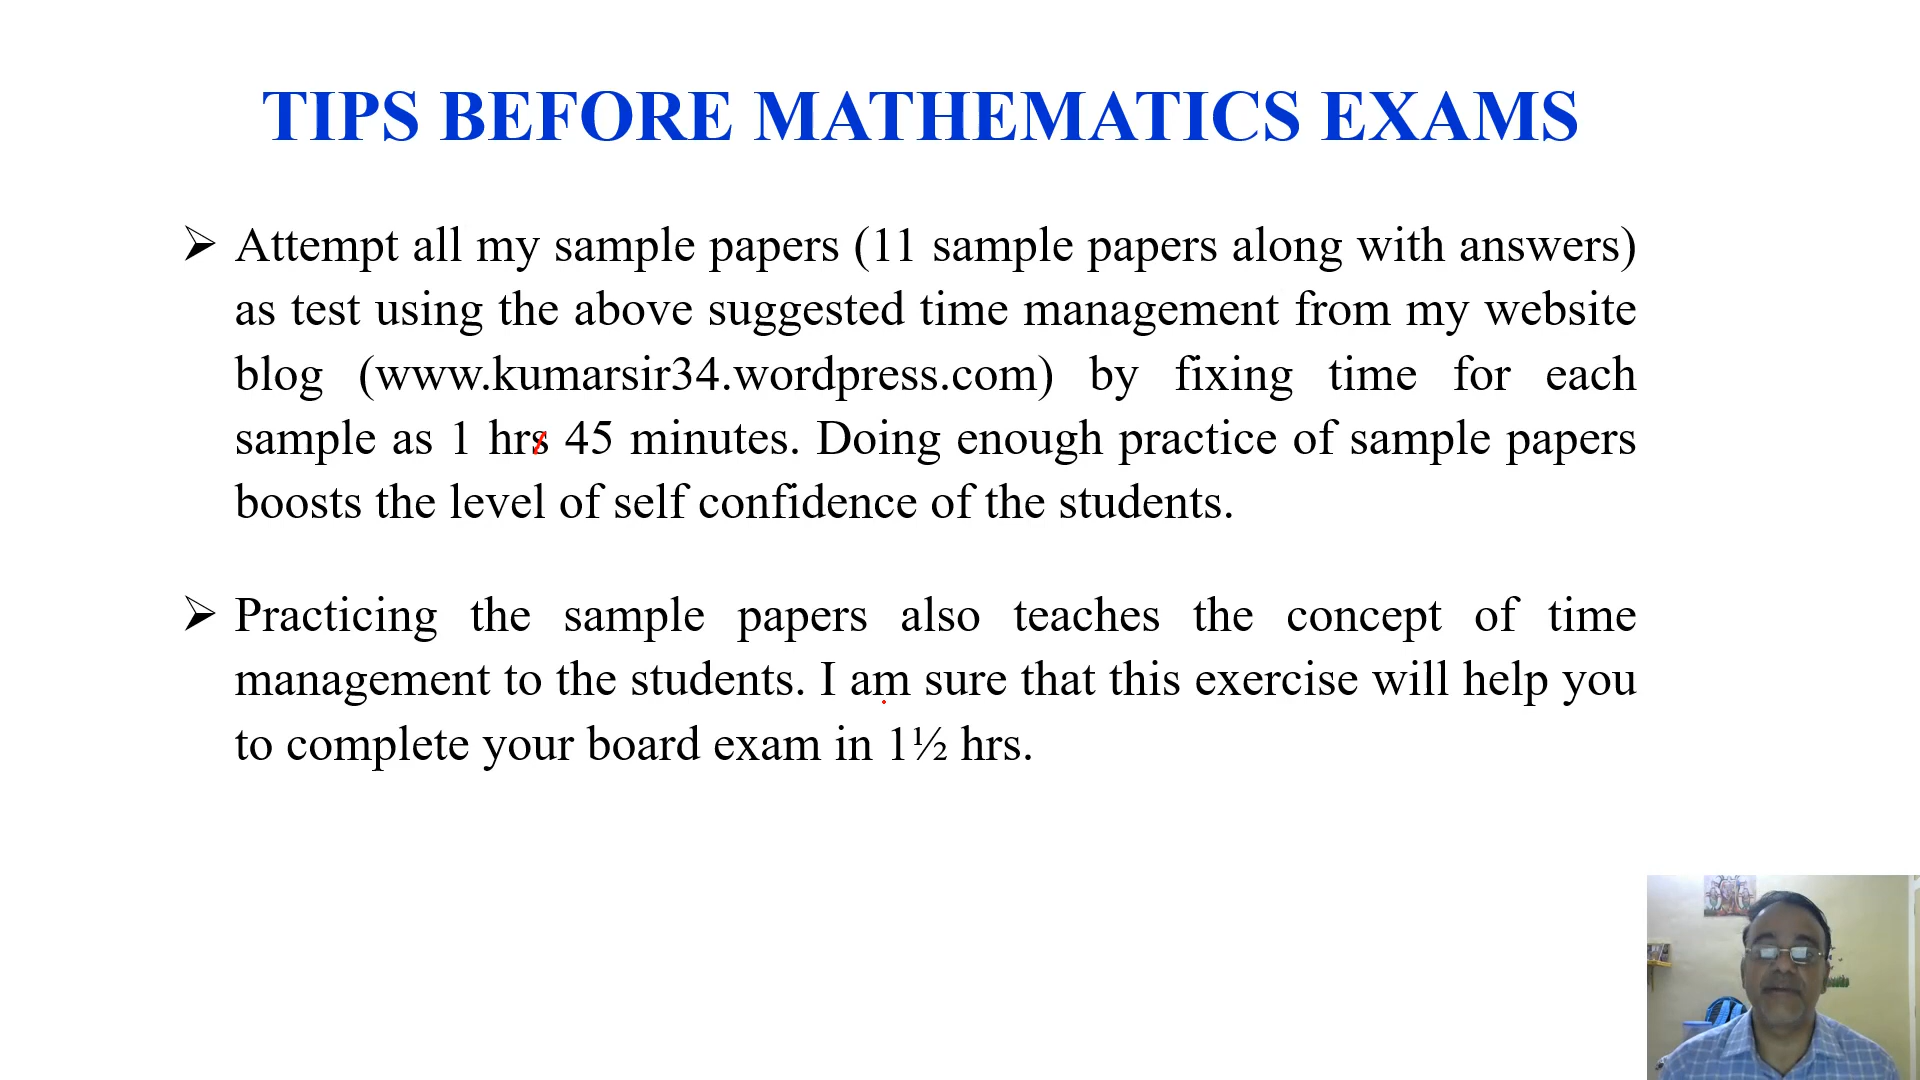 TIPS BEFORE MATHEMATICS EXAMS
➢ Attempt all my sample papers (11 sample papers along with answers)
as test using the above suggested time management from my website
blog (www.kumarsir34.wordpress.com) by fixing time for each
sample as 1 hrs 45 minutes. Doing enough practice of sample papers
boosts the level of self confidence of the students.
➢ Practicing the sample papers also teaches the concept of time
management to the students. I am sure that this exercise will help you
to complete your board exam in 1½ hrs.